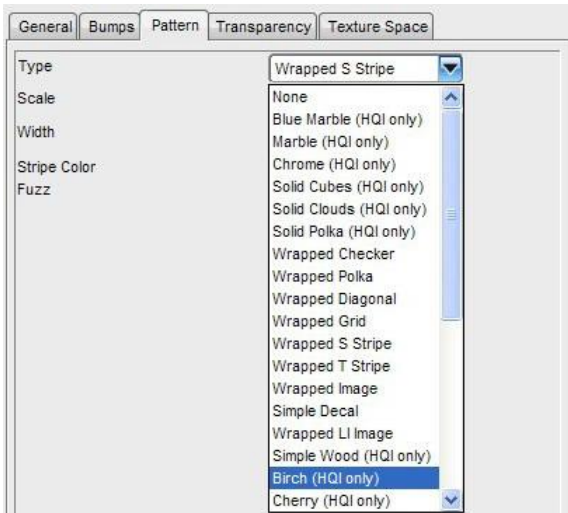 General Bumps Pattern Transparency Texture Space
Type Wrapped S Stripe
Scale
Width
Stripe Color
Fuzz
None
Blue Marble (HQI only)
Marble (HQI only)
Chrome (HQI only)
Solid Cubes (HQI only)
Solid Clouds (HQI only)
Solid Polka (HQI only)
Wrapped Checker
Wrapped Polka
Wrapped Diagonal
Wrapped Grid
Wrapped S Stripe
Wrapped T Stripe
Wrapped Image
Simple Decal
Wrapped LI Image
Simple Wood (HQI only)
Birch (HQI only)
Cherry (HQI only)